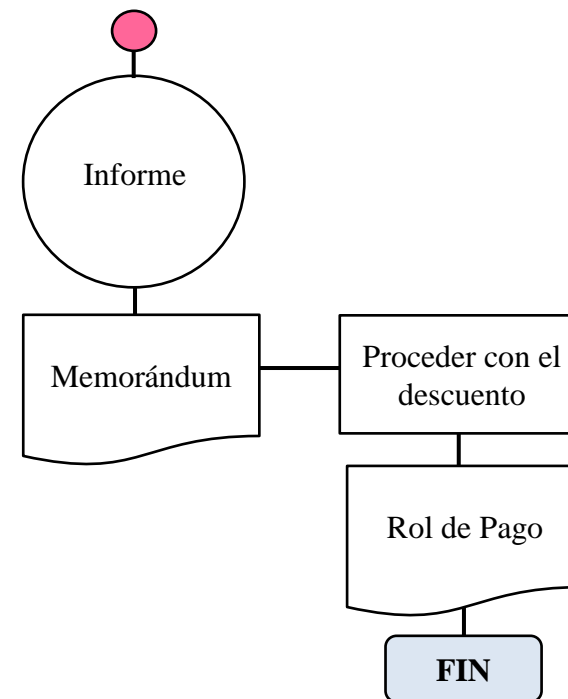 Informe
Memorándum
Proceder con el
descuento
Rol de Pago
FIN